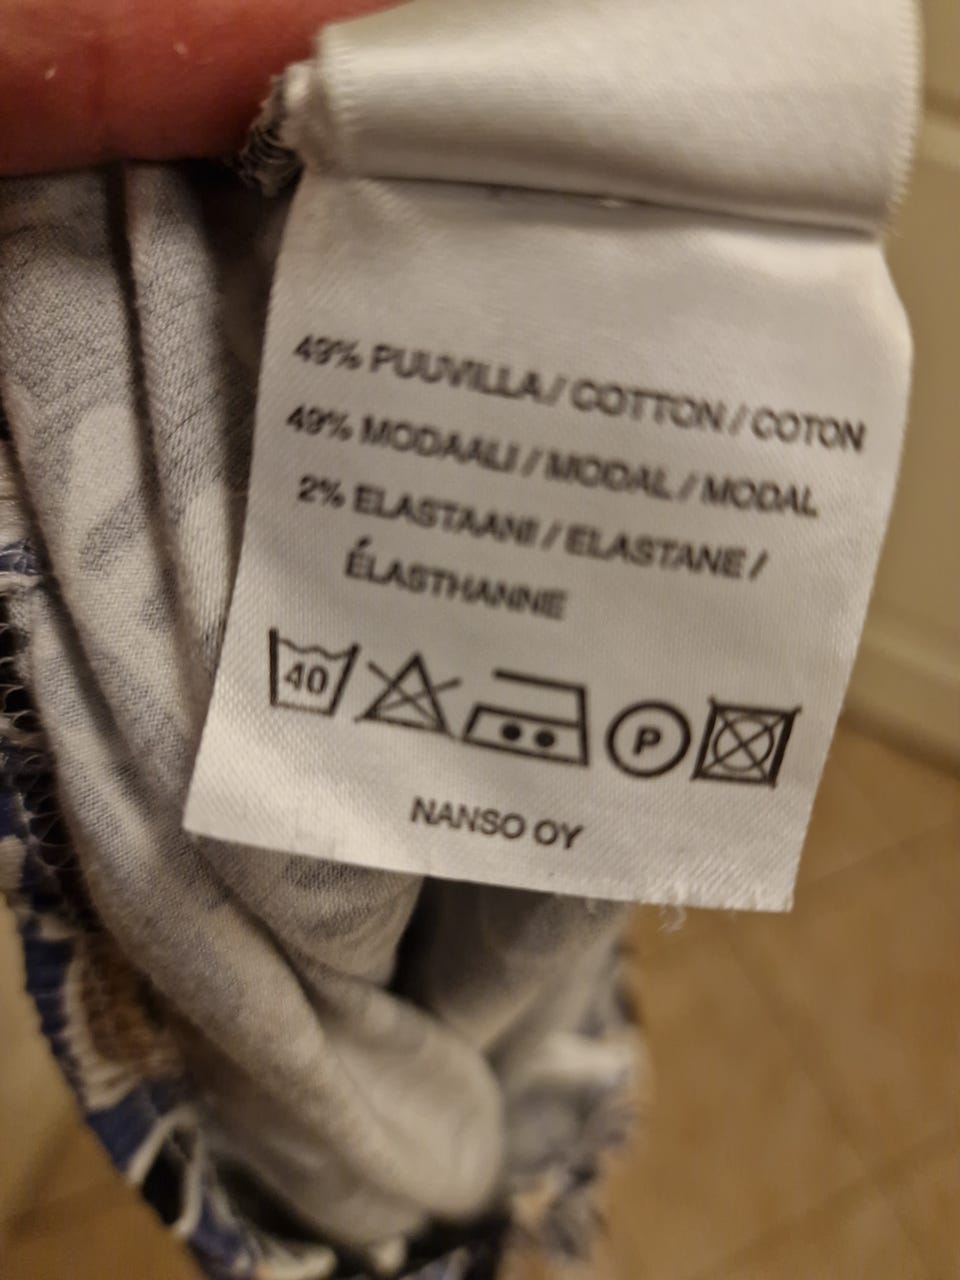 49% PUUVILLA / COTTON / COTON
49% MODAALI / MODAL / MODAL
2% ELASTAANI / ELASTANE /
ÉLASTHANNE
40 P
NANSO OY